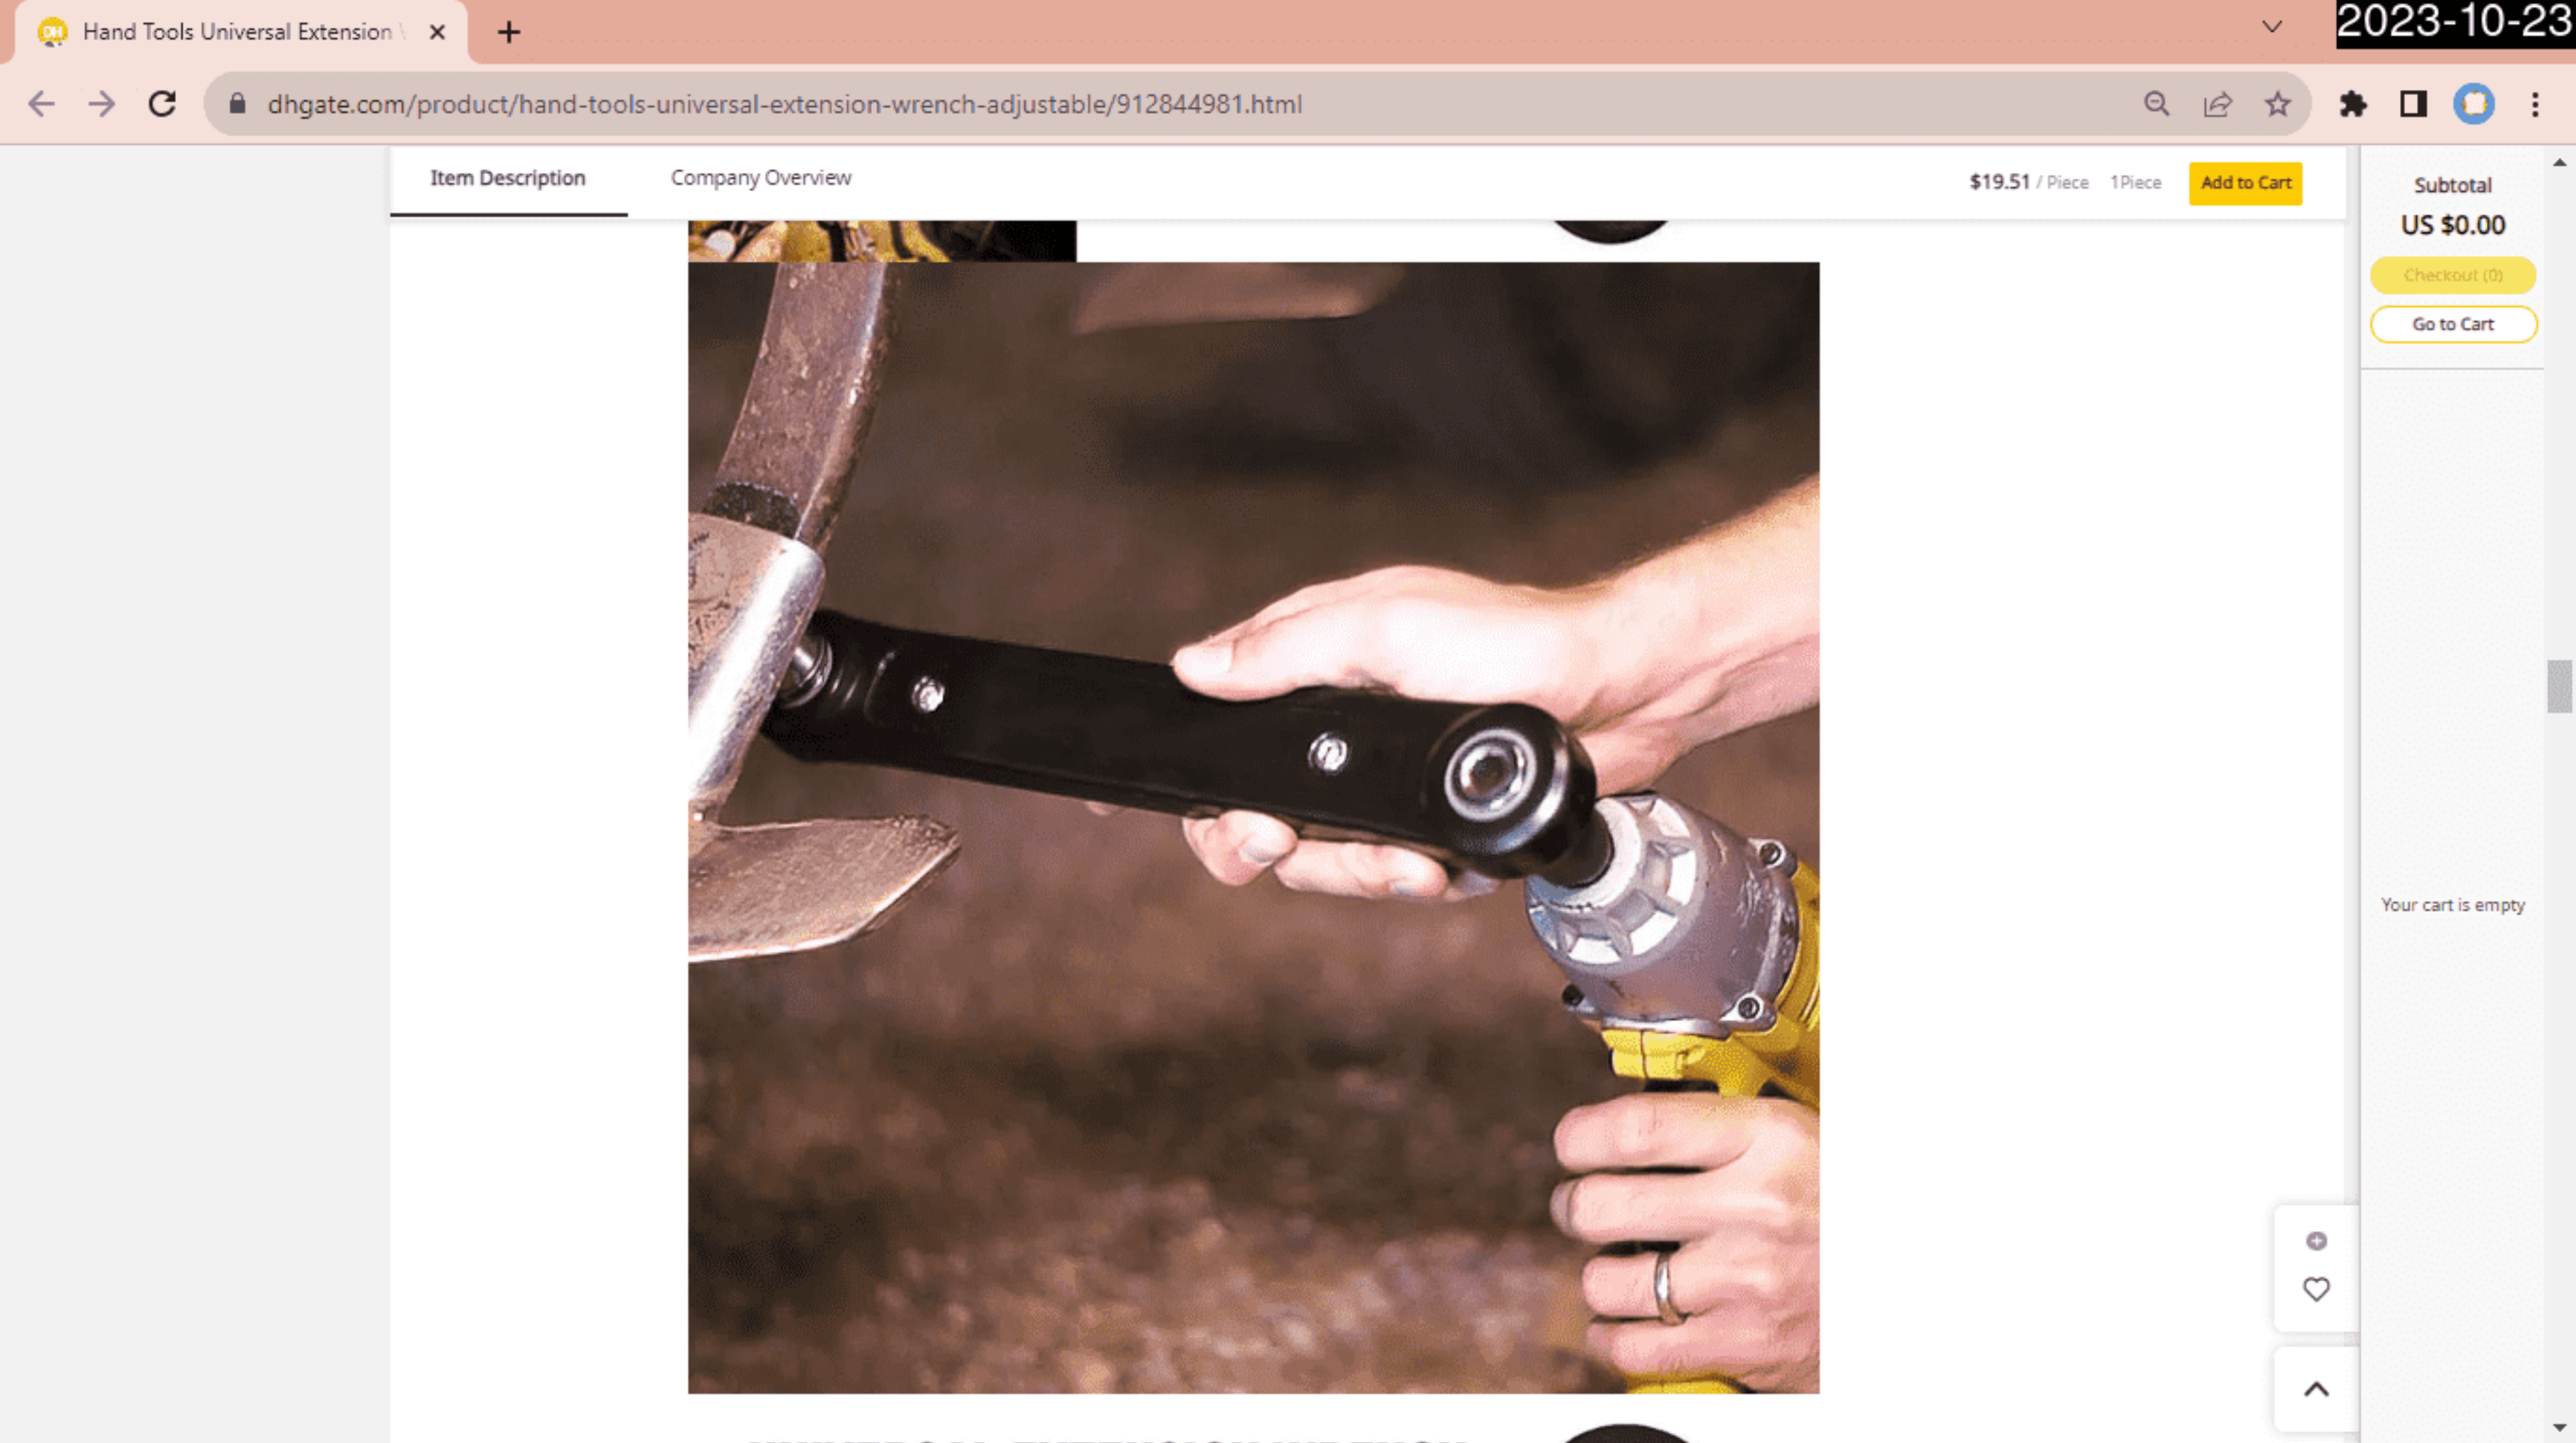 Hand Tools Universal Extension
2023-10-23
dhgate.com/product/hand-tools-universal-extension-wrench-adjustable/912844981.html
Item Description
Company Overview
$19.51 / Piece 1Piece
Add to Cart
Subtotal
US $0.00
Checkout (0)
Go to Cart
Your cart is empty